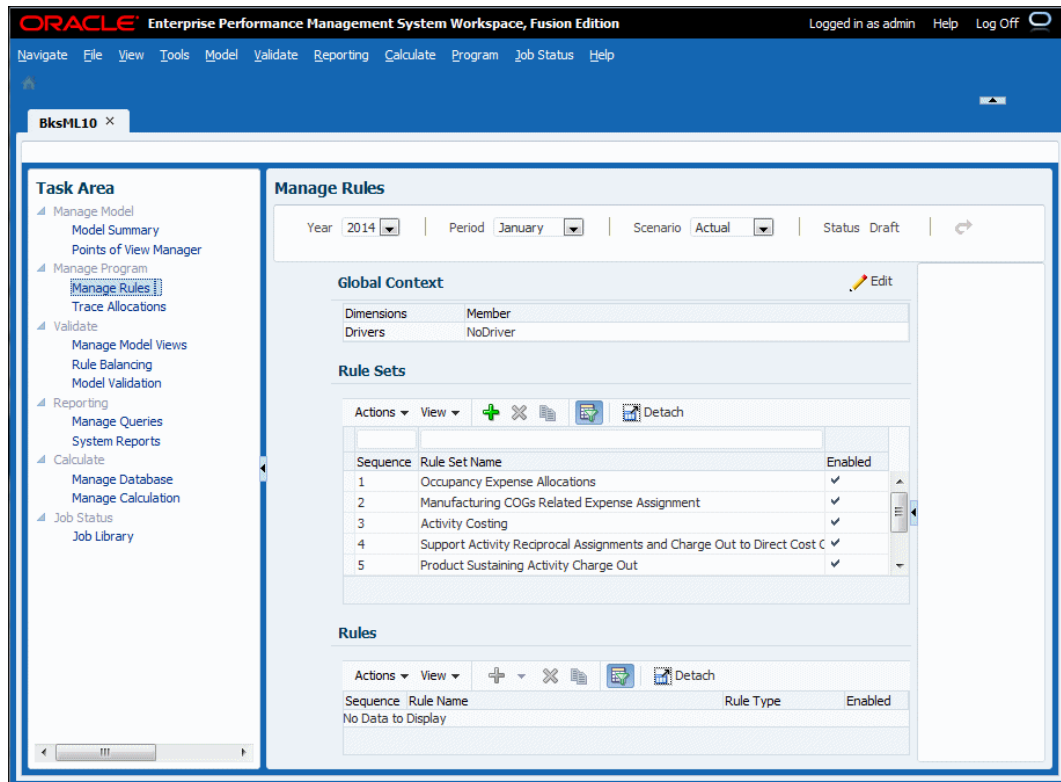 ORACLE Enterprise Performance Management System Workspace, Fusion Edition Logged in as admin Help Log Off
Navigate File View Tools Model Validate Reporting Calculate Program Job Status Help
BksML10 ×
Task Area
Manage Model
Model Summary
Points of View Manager
Manage Program
Manage Rules
Trace Allocations
Validate
Manage Model Views
Rule Balancing
Model Validation
Reporting
Manage Queries
System Reports
Calculate
Manage Database
Manage Calculation
Job Status
Job Library
Manage Rules
Year 2014 Period January Scenario Actual Status Draft
Global Context Edit
Dimensions Member
Drivers NoDriver
Rule Sets
Actions View Detach
Sequence Rule Set Name Enabled
1 Occupancy Expense Allocations
2 Manufacturing COGs Related Expense Assignment
3 Activity Costing
4 Support Activity Reciprocal Assignments and Charge Out to Direct Cost
5 Product Sustaining Activity Charge Out
Rules
Actions View Detach
Sequence Rule Name Rule Type Enabled
No Data to Display